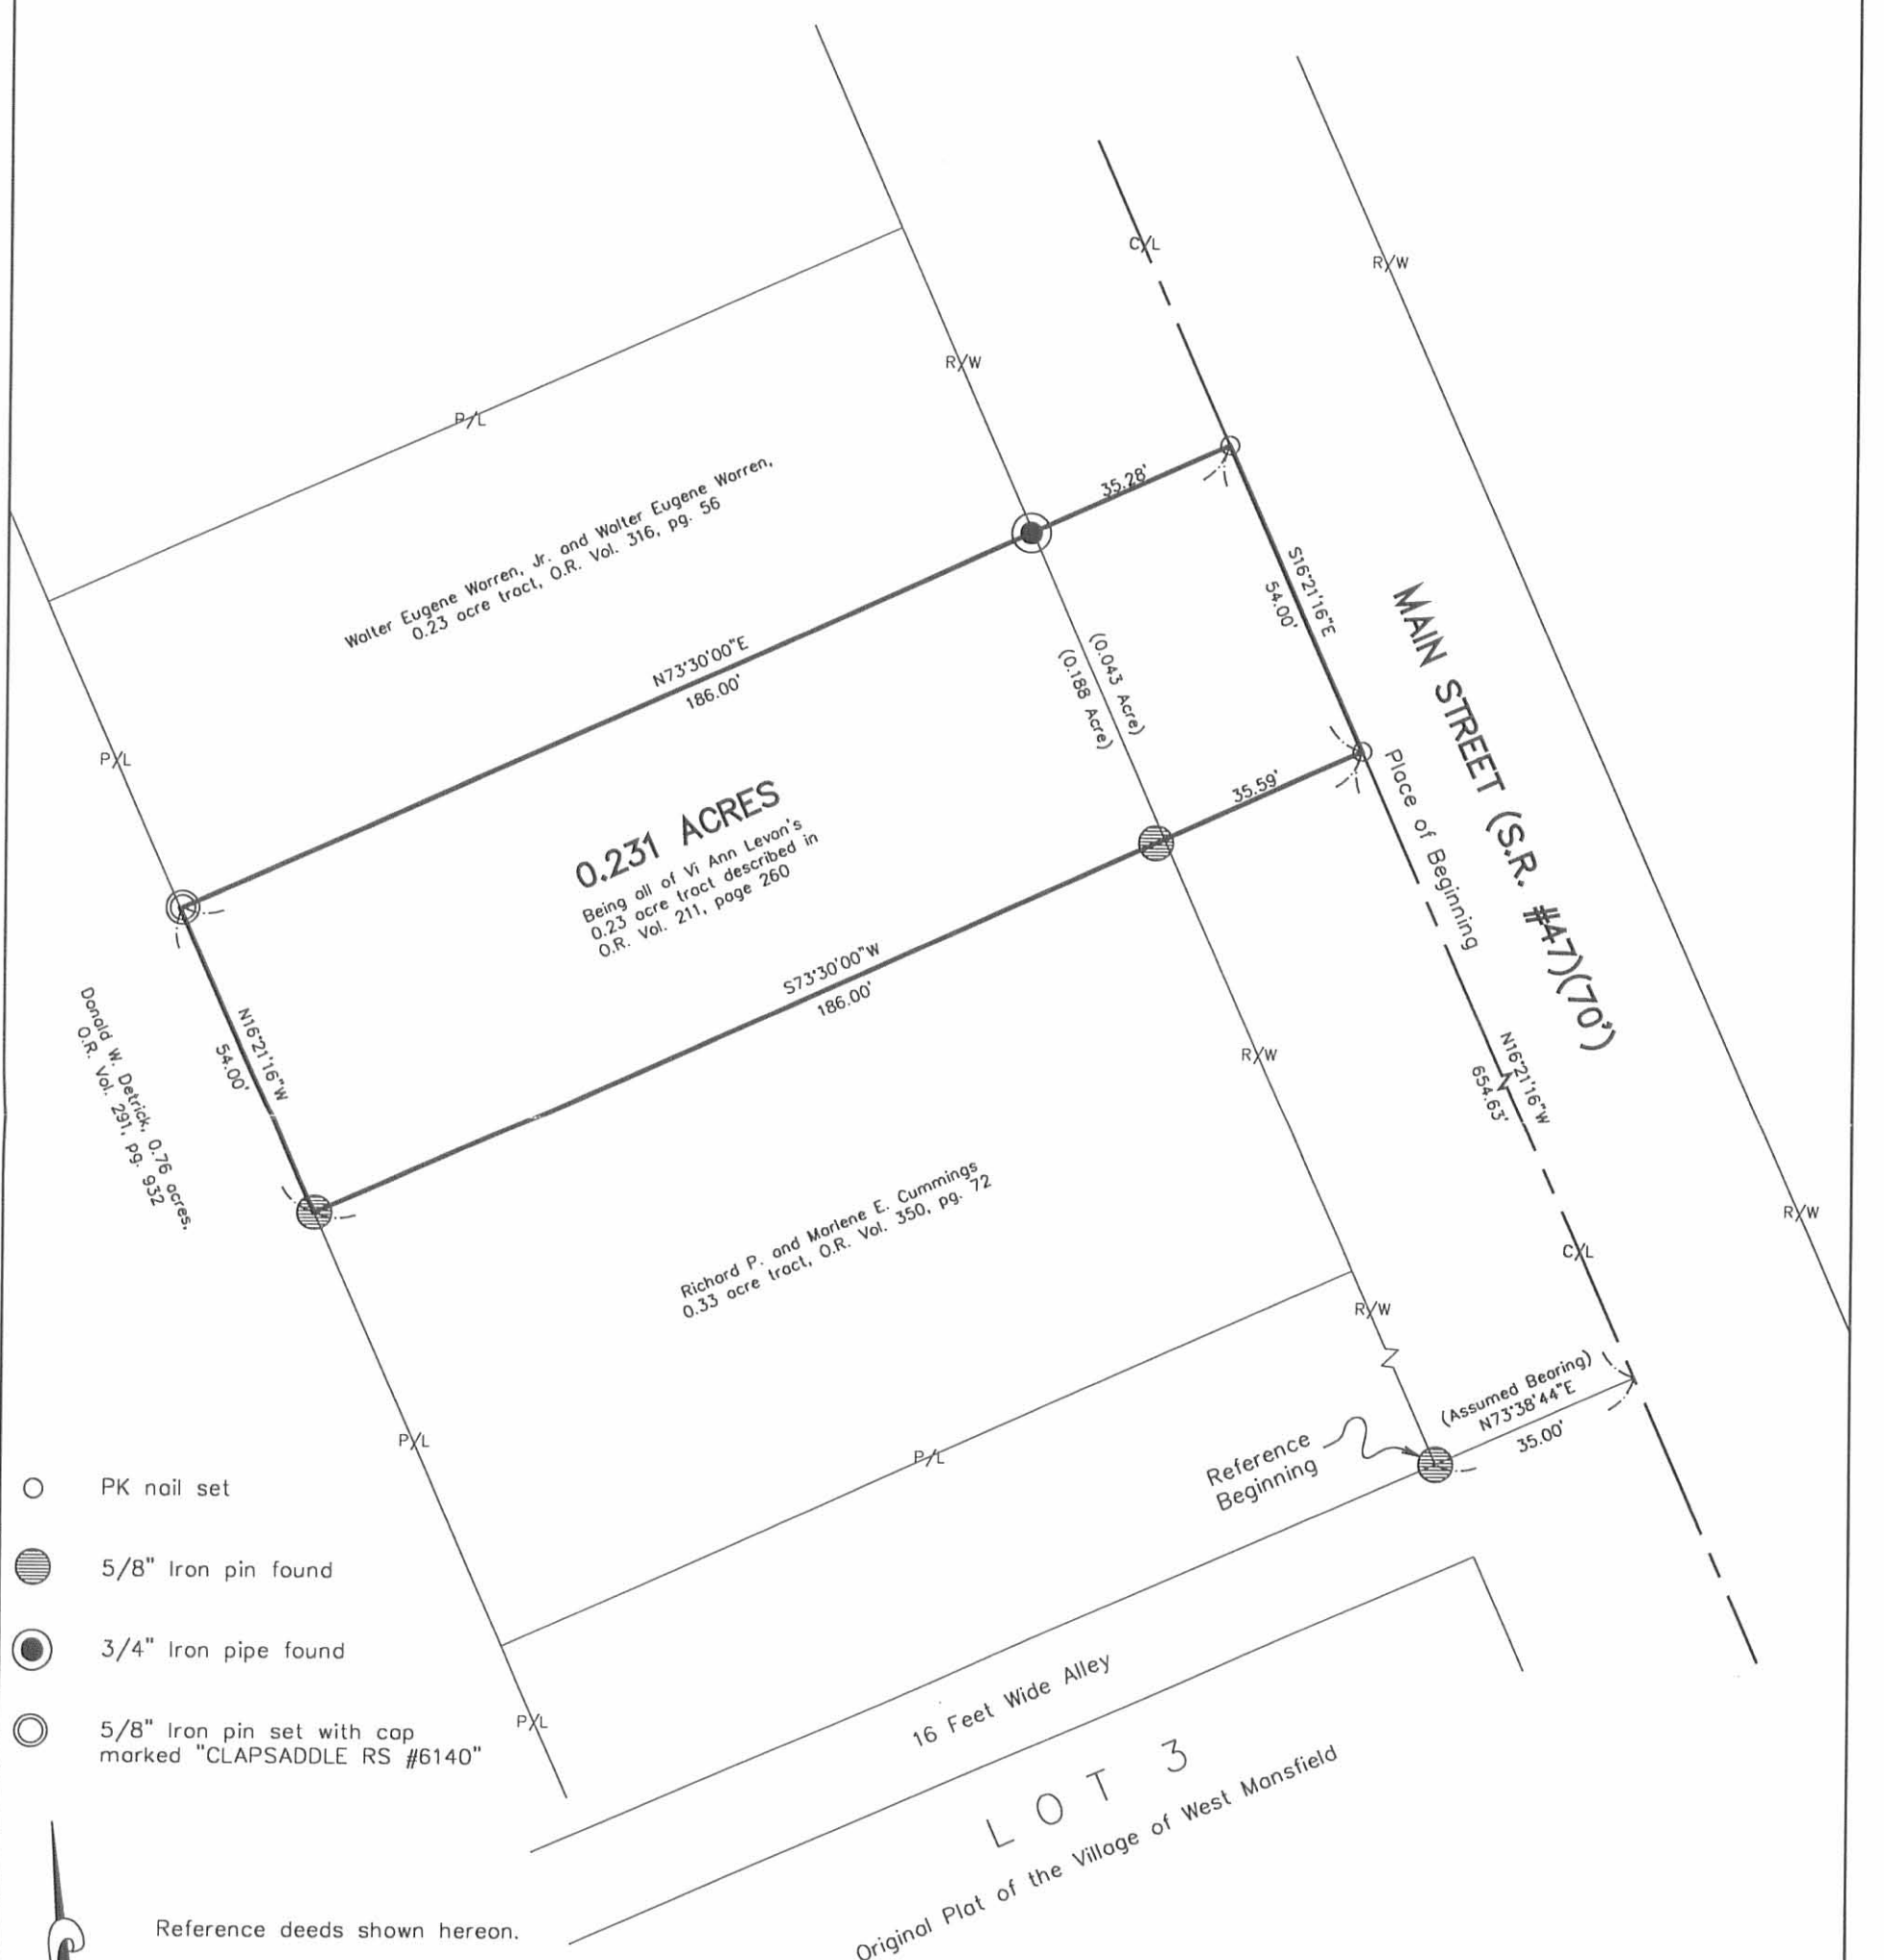 C/L
R/W
R/W
P/L
35.28'
Walter Eugene Warren, Jr. and Walter Eugene Warren,
0.23 acre tract, O.R. Vol. 316, pg. 56
N73°30'00"E
186.00'
S16°21'16"E
54.00'
(0.043 Acre)
(0.188 Acre)
MAIN STREET (S.R. #47)(70')
P/L
35.59'
Place of Beginning
0.231 ACRES
Being all of Vi Ann Levan's
0.23 acre tract described in
O.R. Vol. 211, page 260
S73°30'00"W
186.00'
N16°21'16"W
54.00'
Donald W. Detrick, 0.76 acres,
O.R. Vol. 291, pg. 932
R/W
N16°21'16"W
654.63'
Richard P. and Marlene E. Cummings
0.33 acre tract, O.R. Vol. 350, pg. 72
R/W
C/L
R/W
(Assumed Bearing)
N73°38'44"E
35.00'
Reference
Beginning
P/L
P/L
PK nail set
5/8" Iron pin found
3/4" Iron pipe found
5/8" Iron pin set with cap
marked "CLAPSADDLE RS #6140"
P/L
16 Feet Wide Alley
LOT 3
Original Plat of the Village of West Mansfield
Reference deeds shown hereon.